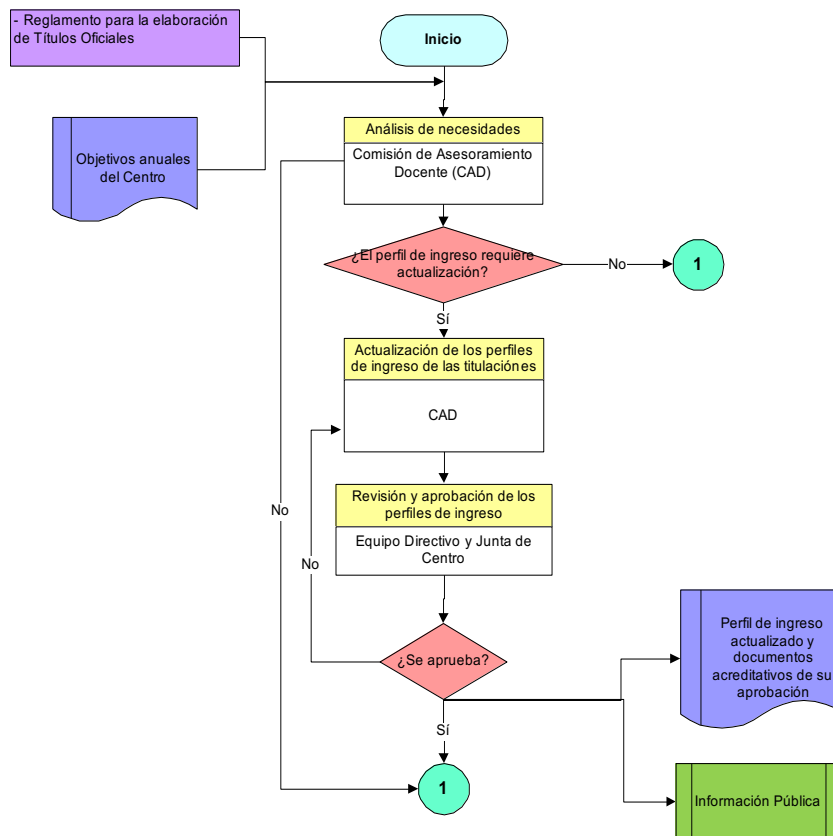 - Reglamento para la elaboración
de Títulos Oficiales
Inicio
Objetivos anuales
del Centro
Análisis de necesidades
Comisión de Asesoramiento
Docente (CAD)
¿El perfil de ingreso requiere
actualización?
No
1
Sí
Actualización de los perfiles
de ingreso de las titulaciónes
CAD
Revisión y aprobación de los
perfiles de ingreso
Equipo Directivo y Junta de
Centro
No
No
¿Se aprueba?
Perfil de ingreso
actualizado y
documentos
acreditativos de su
aprobación
Sí
1
Información Pública